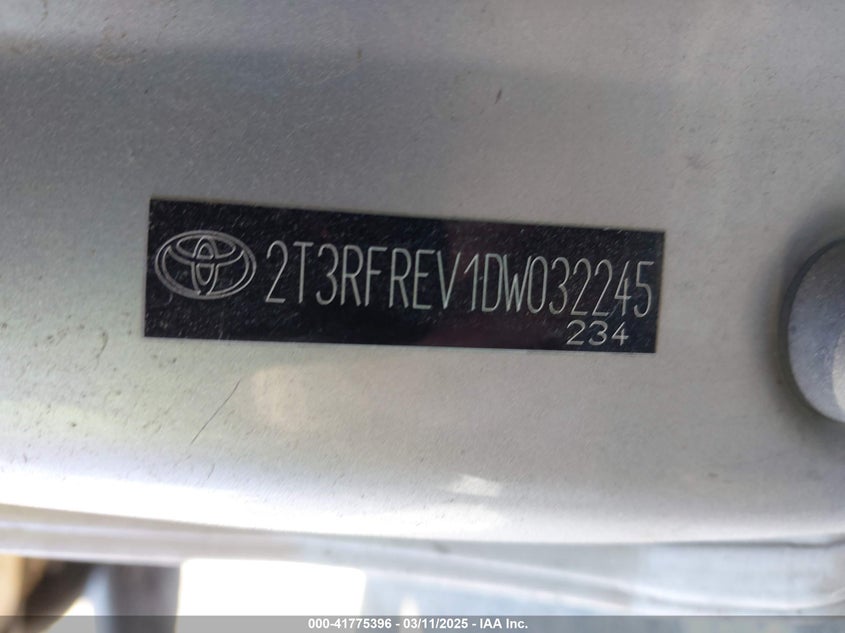 2T3RFREV1DW032245
234
000-41775396 – 03/11/2025 – IAA Inc.